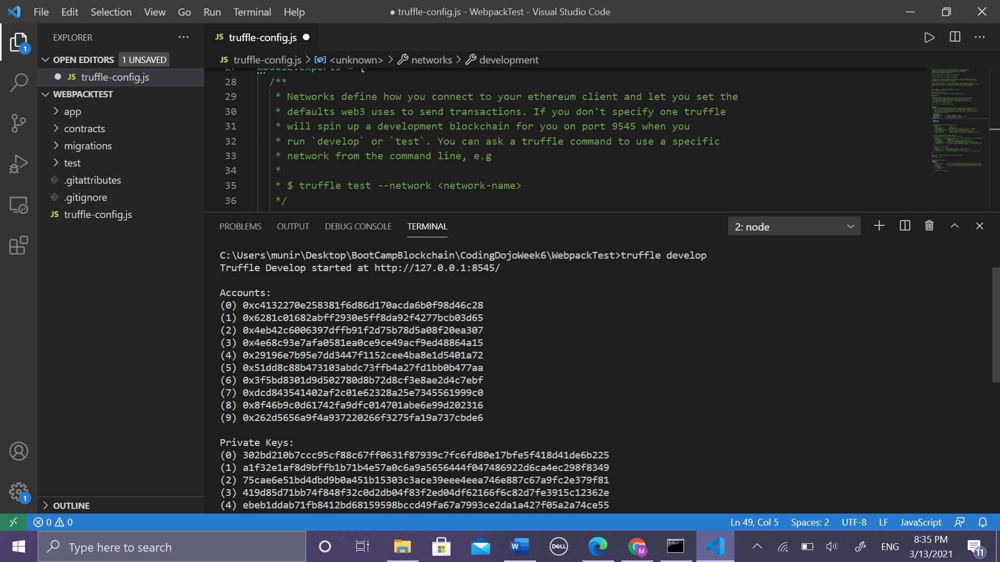 File Edit Selection View Go Run Terminal Help
● truffle-config.js - WebpackTest - Visual Studio Code
EXPLORER
OPEN EDITORS 1 UNSAVED
JS truffle-config.js
WEBPACKTEST
app
contracts
migrations
test
.gitattributes
.gitignore
JS truffle-config.js
OUTLINE
1
1
JS truffle-config.js
JS truffle-config.js > <unknown> > networks > development
27 module.exports = {
28 /**
29 * Networks define how you connect to your ethereum client and let you set the
30 * defaults web3 uses to send transactions. If you don't specify one truffle
31 * will spin up a development blockchain for you on port 9545 when you
32 * run `develop` or `test`. You can ask a truffle command to use a specific
33 * network from the command line, e.g
34 *
35 * $ truffle test --network <network-name>
36 */
PROBLEMS OUTPUT DEBUG CONSOLE TERMINAL
2: node
C:\Users\munir\Desktop\BootCampBlockchain\CodingDojoWeek6\WebpackTest>truffle develop
Truffle Develop started at http://127.0.0.1:8545/
Accounts:
(0) 0xc4132270e258381f6d86d170acda6b0f98d46c28
(1) 0x6281c01682abff2930e5ff8da92f4277bcb03d65
(2) 0x4eb42c6006397dffb91f2d75b78d5a08f20ea307
(3) 0x4e68c93e7afa0581ea0ce9ce49acf9ed48864a15
(4) 0x29196e7b95e7dd3447f1152cee4ba8e1d5401a72
(5) 0x51dd8c88b473103abdc73ffb4a27fd1bb0b477aa
(6) 0x3f5bd8301d9d502780d8b72d8cf3e8ae2d4c7ebf
(7) 0xdcd843541402af2c01e62328a25e7345561999c0
(8) 0x8f46b9c0d61742fa9dfc014701abe6e99d202316
(9) 0x262d5656a9f4a937220266f3275fa19a737cbde6
Private Keys:
(0) 302bd210b7ccc95cf88c67ff0631f87939c7fc6fd80e17bfe5f418d41de6b225
(1) a1f32e1af8d9bffb1b71b4e57a0c6a9a5656444f047486922d6ca4ec298f8349
(2) 75cae6e51bd4dbd9b0a451b15303c3ace39eee4eea746e887c67a9fc2e379f81
(3) 419d85d71bb74f848f32c0d2db04f83f2ed04df62166f6c82d7fe3915c12362e
(4) ebeb1ddab71fb8412bd68159598bccd49fa67a7993ce2da1a427f05a2a74ce55
0 0
Ln 49, Col 5 Spaces: 2 UTF-8 LF JavaScript
Type here to search
W
DELL
M
ENG
8:35 PM
3/13/2021
11